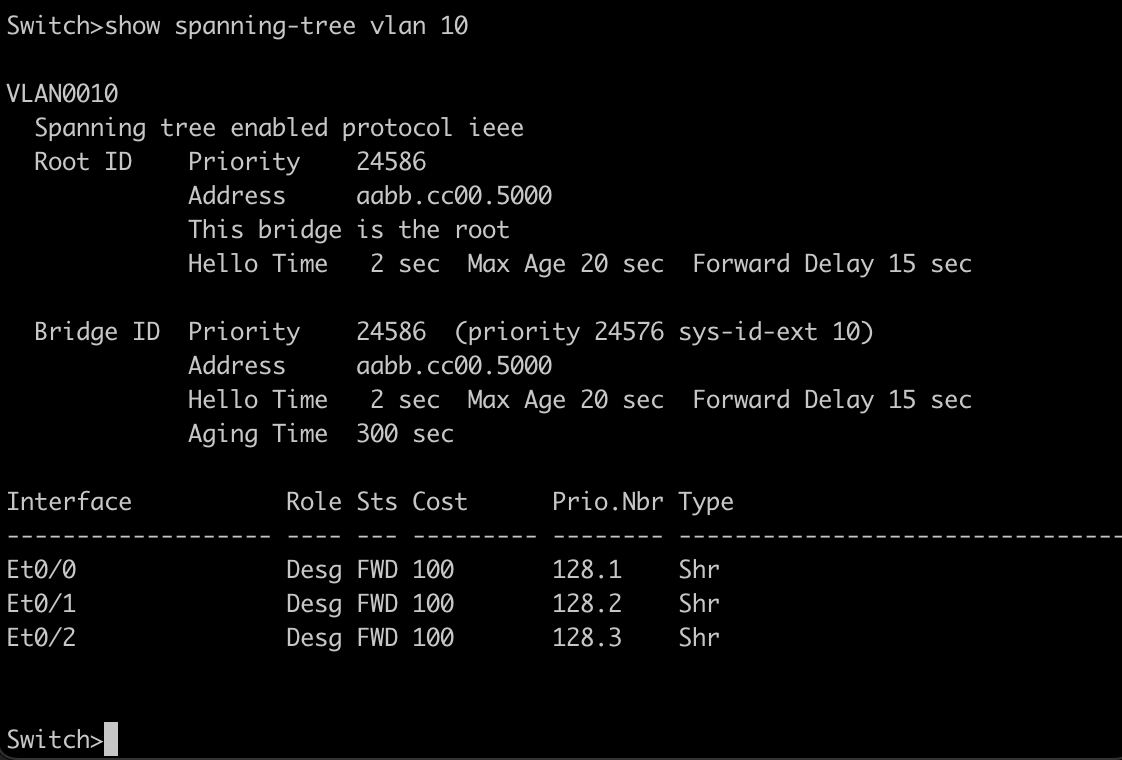 Switch>show spanning-tree vlan 10
VLAN0010
  Spanning tree enabled protocol ieee
  Root ID    Priority    24586
             Address     aabb.cc00.5000
             This bridge is the root
             Hello Time   2 sec  Max Age 20 sec  Forward Delay 15 sec
  Bridge ID  Priority    24586  (priority 24576 sys-id-ext 10)
             Address     aabb.cc00.5000
             Hello Time   2 sec  Max Age 20 sec  Forward Delay 15 sec
             Aging Time  300 sec
Interface           Role Sts Cost      Prio.Nbr Type
------------------- ---- --- --------- -------- --------------------------------
Et0/0               Desg FWD 100       128.1    Shr
Et0/1               Desg FWD 100       128.2    Shr
Et0/2               Desg FWD 100       128.3    Shr
Switch>